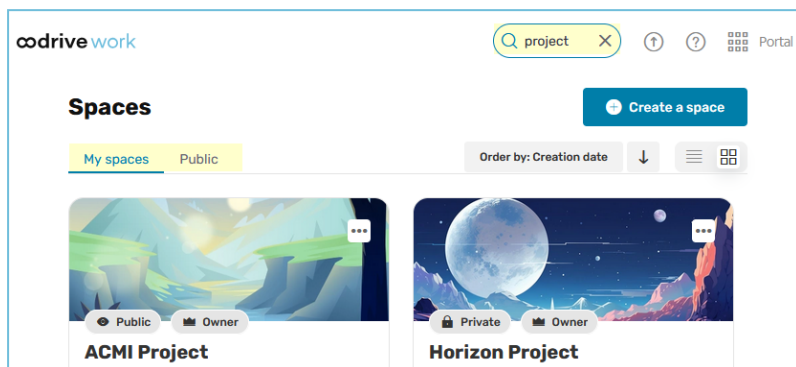 oodrive work
project
Portal
Spaces
Create a space
My spaces
Public
Order by: Creation date
Public
Owner
Private
Owner
ACMI Project
Horizon Project